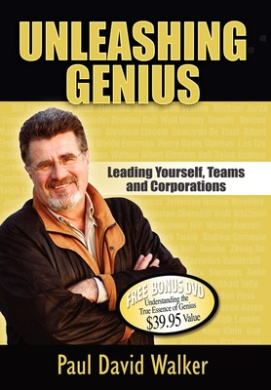 UNLEASHING
GENIUS
Leading Yourself, Teams
and Corporations
FREE BONUS DVD
Understanding the
True Essence of Genius
$39.95 Value
Paul David Walker